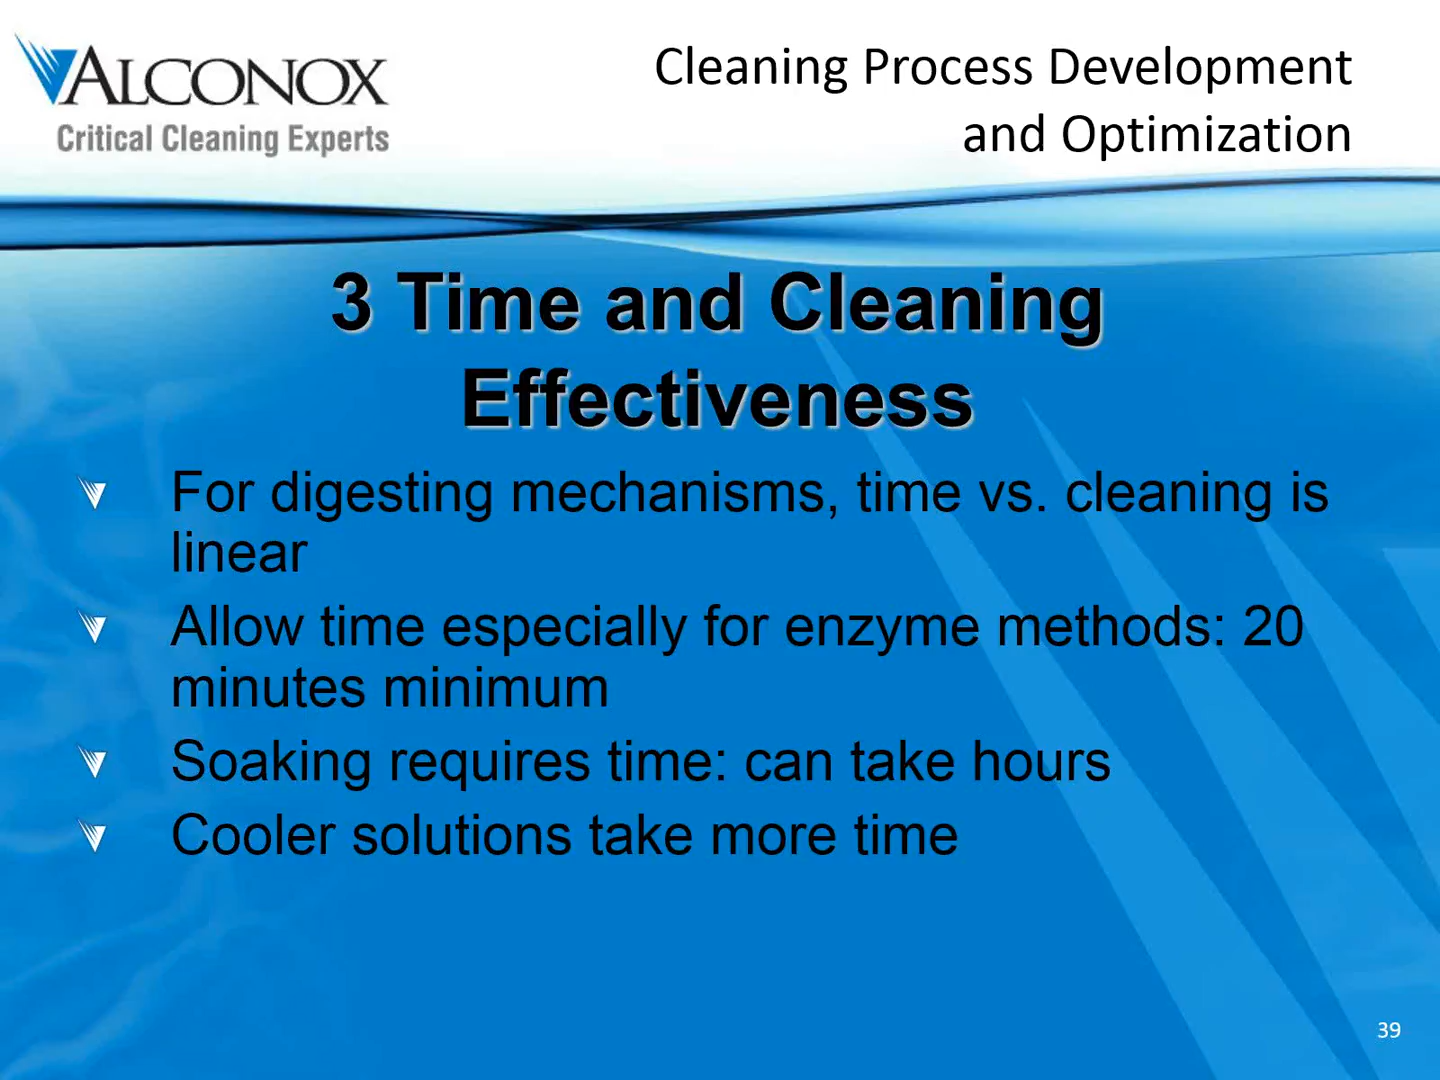 ALCONOX
Critical Cleaning Experts
Cleaning Process Development
and Optimization
3 Time and Cleaning
Effectiveness
For digesting mechanisms, time vs. cleaning is
linear
Allow time especially for enzyme methods: 20
minutes minimum
Soaking requires time: can take hours
Cooler solutions take more time
39